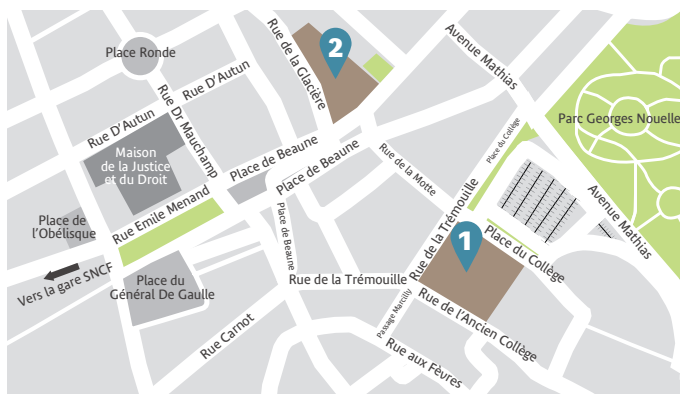 Place Ronde
Rue D'Autun
Rue D'Autun
Rue Dr Mauchamp
Rue de la Glacière
2
Avenue Mathias
Parc Georges Nouelle
Avenue Mathias
Maison
de la Justice
et du Droit
Place de Beaune
Place de Beaune
Place de Beaune
Rue de la Motte
Place du Collège
Rue de la Trémouille
Place de
l'Obélisque
Rue Emile Menand
Vers la gare SNCF
Place du
Général De Gaulle
Rue Carnot
Rue de la Trémouille
1
Place du Collège
Rue de l'Ancien Collège
Passage Marcilly
Rue aux Fèvres